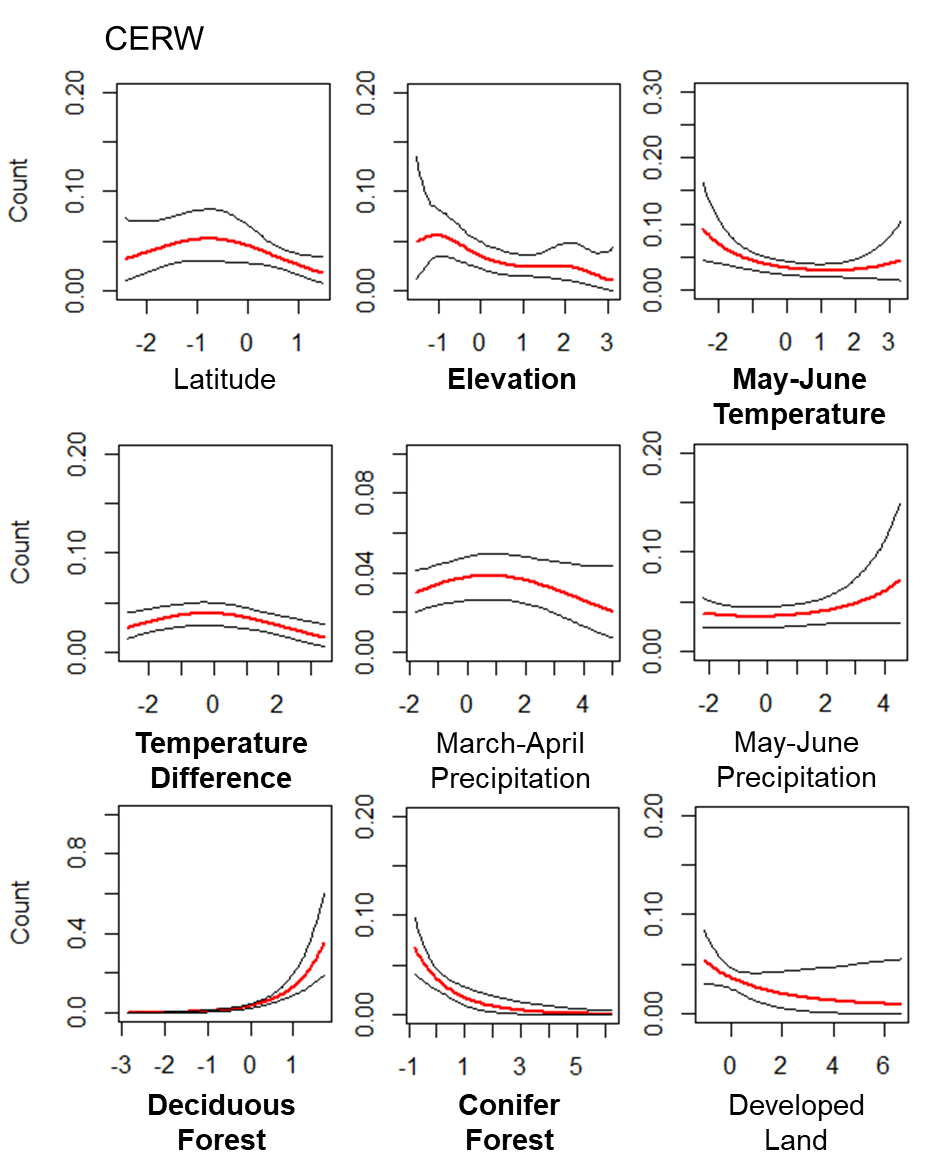 CERW
Count
0.00 0.10 0.20
-2 -1 0 1
Latitude
0.00 0.10 0.20
-1 0 1 2 3
Elevation
0.00 0.10 0.20 0.30
-2 0 1 2 3
May-June
Temperature
Count
0.00 0.10 0.20
-2 0 2
Temperature
Difference
0.00 0.04 0.08
-2 0 2 4
March-April
Precipitation
0.00 0.10 0.20
-2 0 2 4
May-June
Precipitation
Count
0.0 0.4 0.8
-3 -2 -1 0 1
Deciduous
Forest
0.00 0.10 0.20
-1 1 3 5
Conifer
Forest
0.00 0.10 0.20
0 2 4 6
Developed
Land